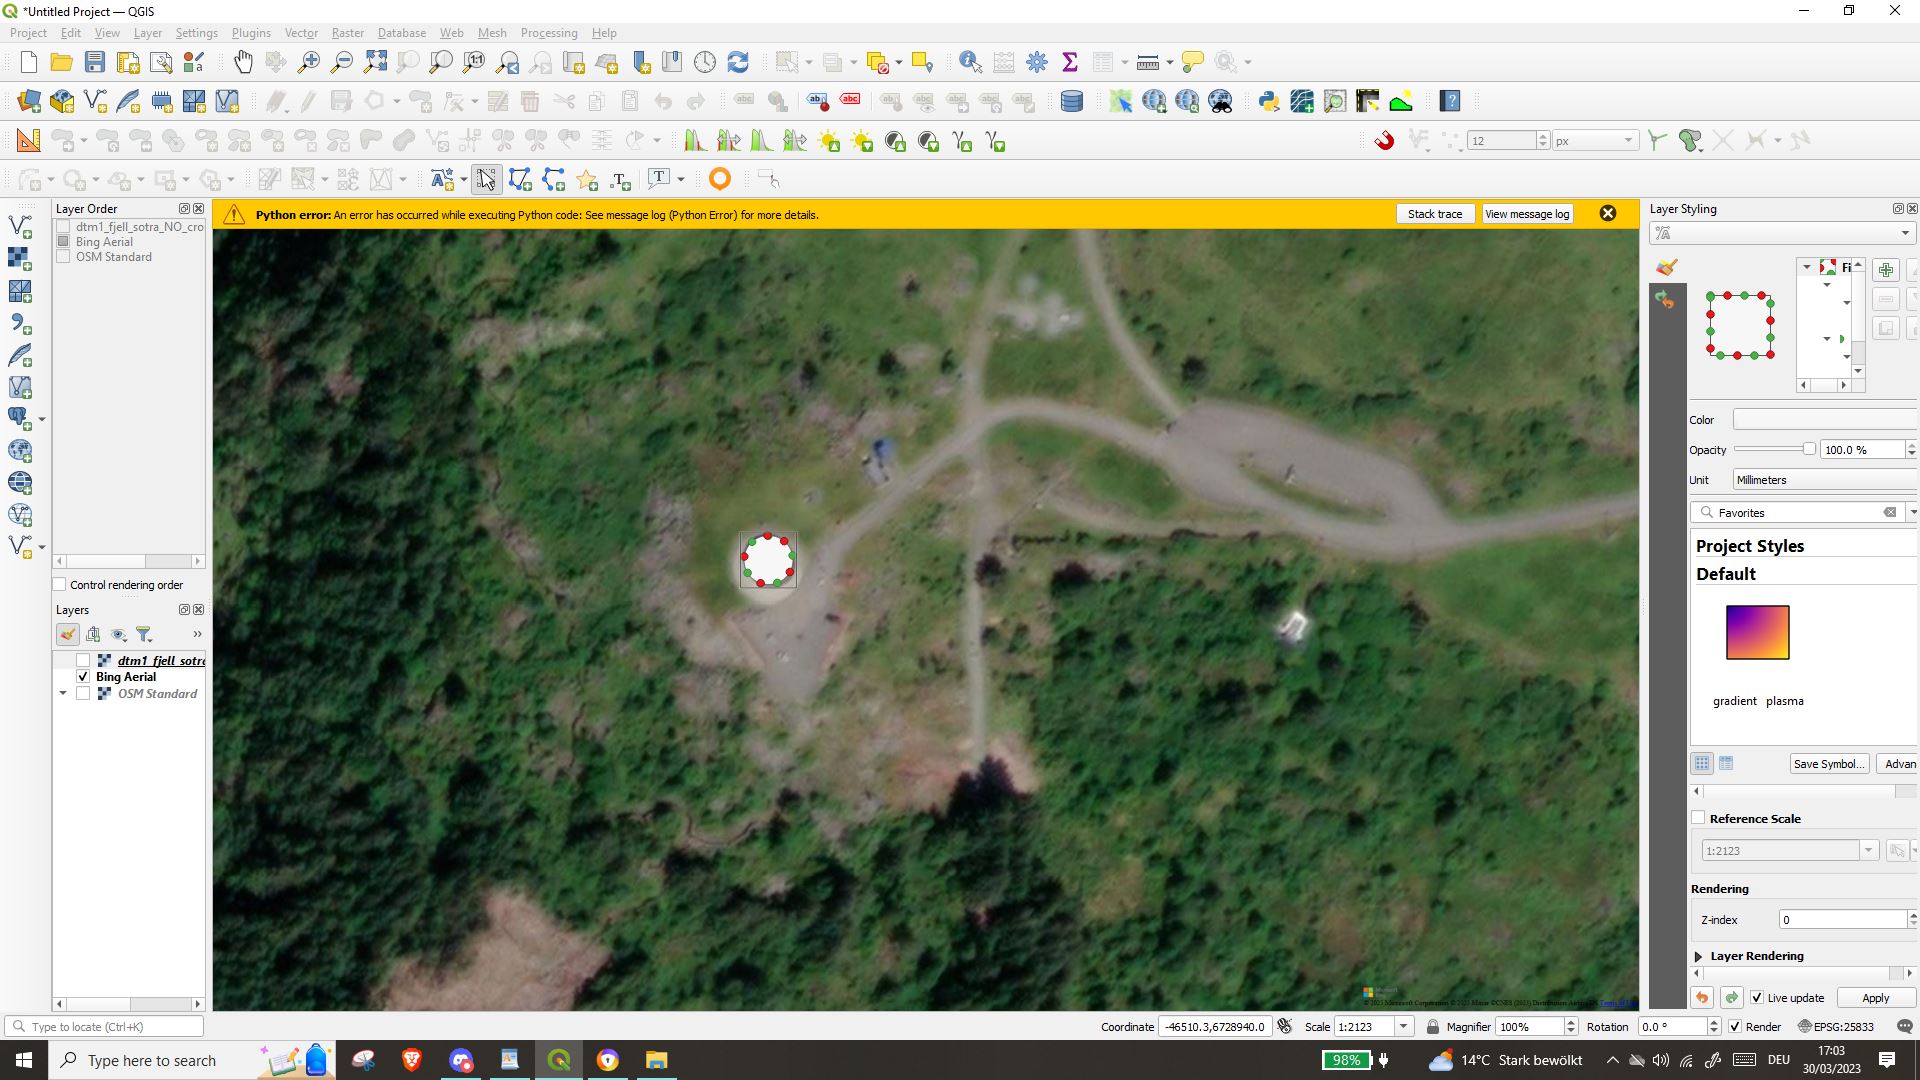 *Untitled Project — QGIS
Project Edit View Layer Settings Plugins Vector Raster Database Web Mesh Processing Help
1:1
abc abc abc
12 px
T T
Layer Order
dtm1_fjell_sotra_NO_cro
Bing Aerial
OSM Standard
Control rendering order
Layers
dtm1_fjell_sotra
Bing Aerial
OSM Standard
Python error: An error has occurred while executing Python code: See message log (Python Error) for more details.
Stack trace
View message log
Layer Styling
Fi
Color
Opacity 100.0 %
Unit Millimeters
Favorites
Project Styles
Default
gradient plasma
Save Symbol...
Advan
Reference Scale
1:2123
Rendering
Z-index 0
Layer Rendering
Live update
Apply
Coordinate -46510.3,6728940.0 Scale 1:2123 Magnifier 100% Rotation 0.0 ° Render EPSG:25833
Type to locate (Ctrl+K)
Type here to search
98%
14°C Stark bewölkt
DEU
17:03
30/03/2023